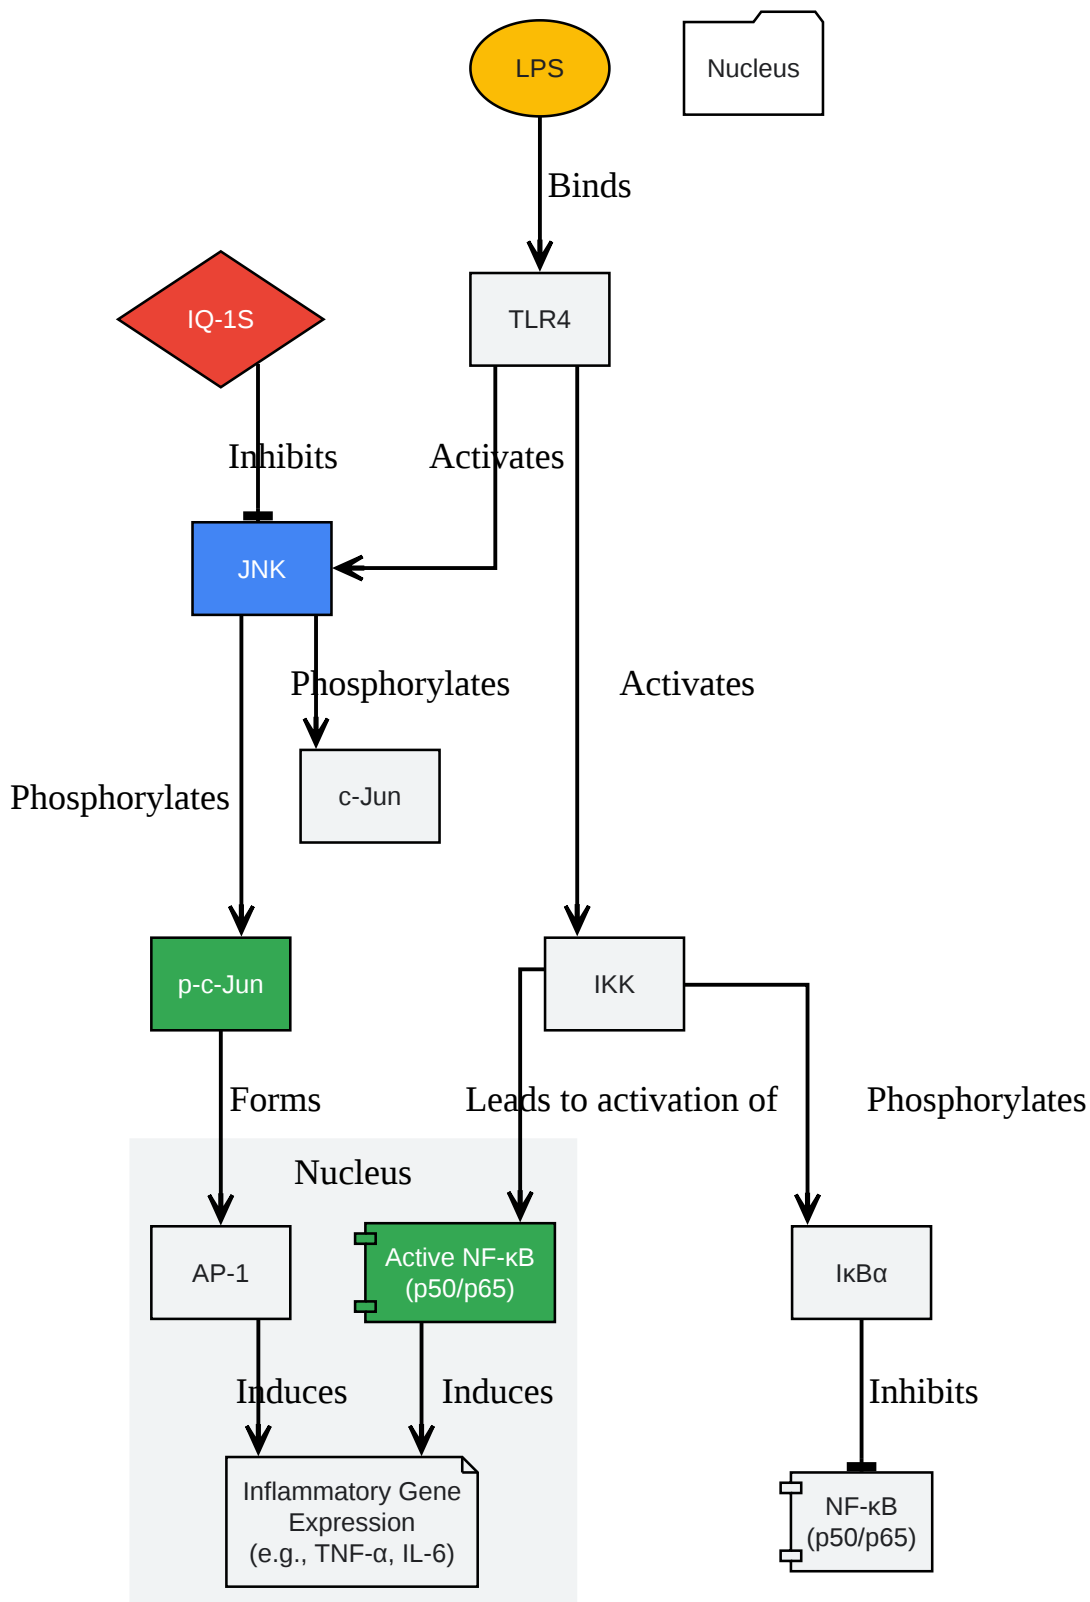 LPS
Nucleus
Binds
IQ-1S
TLR4
Inhibits
Activates
JNK
Phosphorylates
Activates
Phosphorylates
c-Jun
p-c-Jun
IKK
Forms
Leads to activation of
Phosphorylates
Nucleus
AP-1
Active NF-κB
(p50/p65)
IκBα
Induces
Induces
Inhibits
Inflammatory Gene
Expression
(e.g., TNF-α, IL-6)
NF-κB
(p50/p65)